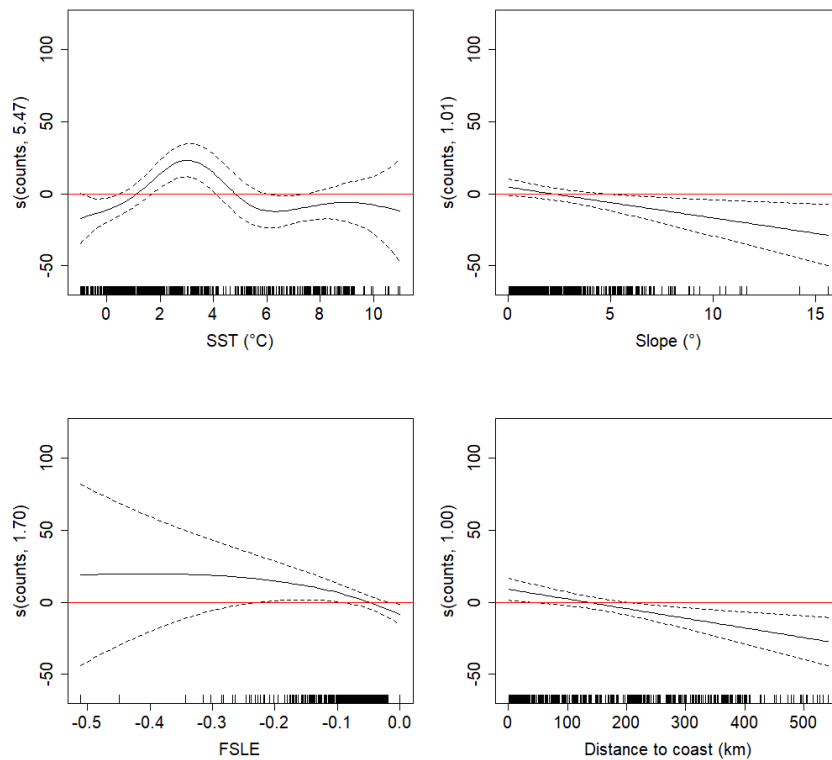 100
50
0
-50
s(counts, 5.47)
0 2 4 6 8 10
SST (°C)
100
50
0
-50
s(counts, 1.01)
0 5 10 15
Slope (°)
100
50
0
-50
s(counts, 1.70)
-0.5 -0.4 -0.3 -0.2 -0.1 0.0
FSLE
100
50
0
-50
s(counts, 1.00)
0 100 200 300 400 500
Distance to coast (km)